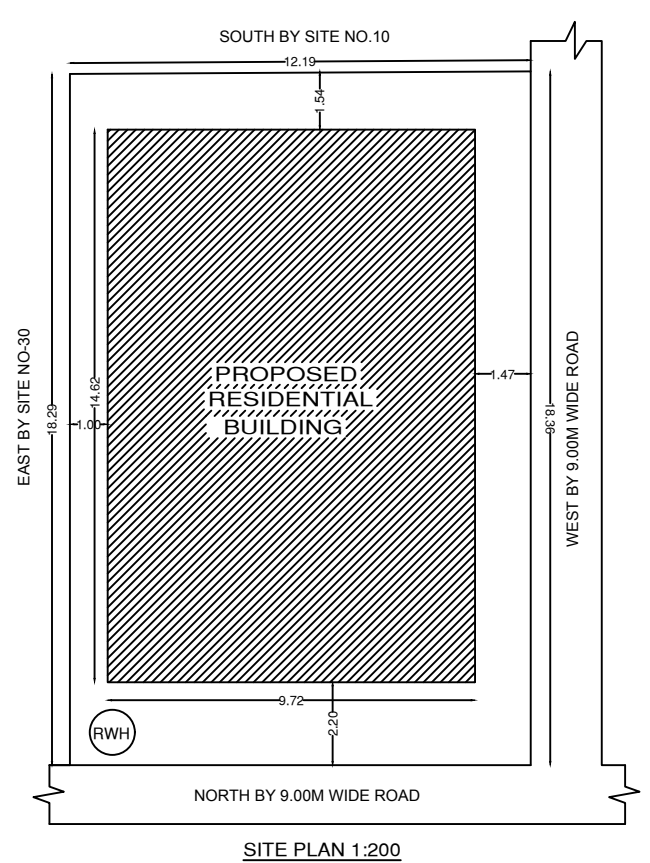 SOUTH BY SITE NO.10
12.19
1.54
EAST BY SITE NO-30
18.29
14.62
1.00
PROPOSED
RESIDENTIAL
BUILDING
1.47
18.36
WEST BY 9.00M WIDE ROAD
9.72
2.20
RWH
NORTH BY 9.00M WIDE ROAD
SITE PLAN 1:200